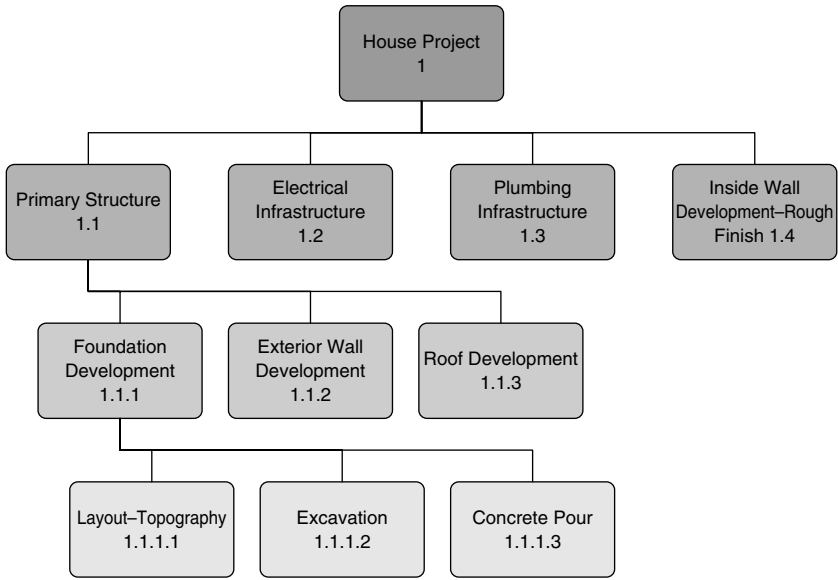 House Project
1
Primary Structure
1.1
Electrical
Infrastructure
1.2
Plumbing
Infrastructure
1.3
Inside Wall
Development–Rough
Finish 1.4
Foundation
Development
1.1.1
Exterior Wall
Development
1.1.2
Roof Development
1.1.3
Layout–Topography
1.1.1.1
Excavation
1.1.1.2
Concrete Pour
1.1.1.3